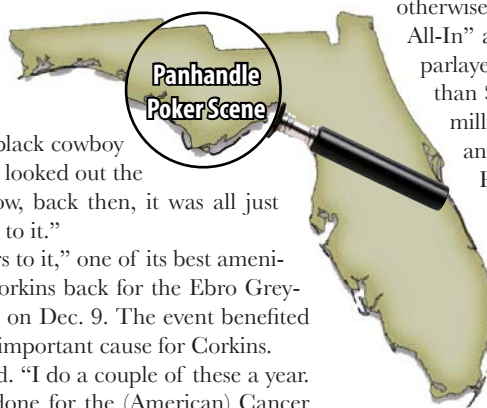 otherwise
All-In” a
parlaye
than
mill
an
Panhandle
Poker Scene
black cowboy
looked out the
ow, back then, it was all just
to it.”
rs to it,” one of its best ameni-
orkins back for the Ebro Grey-
on Dec. 9. The event benefited
important cause for Corkins.
d. “I do a couple of these a year.
done for the (American) Cancer